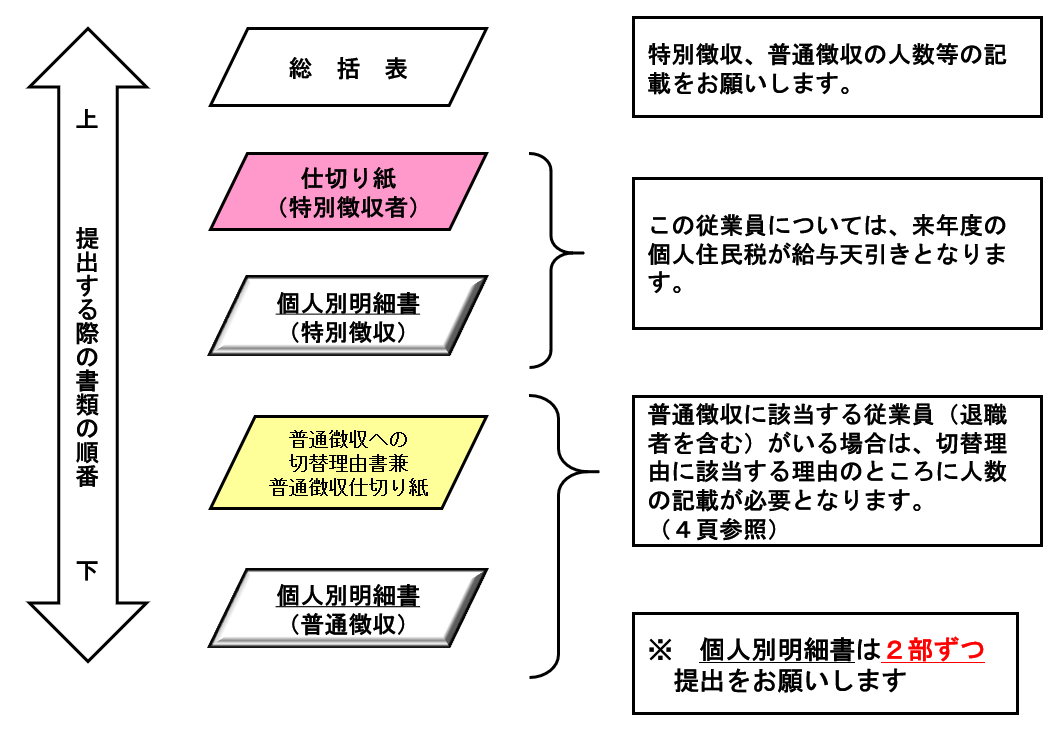 上
提出する際の書類の順番
下
総　括　表
特別徴収、普通徴収の人数等の記
載をお願いします。
仕切り紙
（特別徴収者）
個人別明細書
（特別徴収）
この従業員については、来年度の
個人住民税が給与天引きとなりま
す。
普通徴収への
切替理由書兼
普通徴収仕切り紙
個人別明細書
（普通徴収）
普通徴収に該当する従業員（退職
者を含む）がいる場合は、切替理
由に該当する理由のところに人数
の記載が必要となります。
（４頁参照）
※　個人別明細書は２部ずつ
提出をお願いします